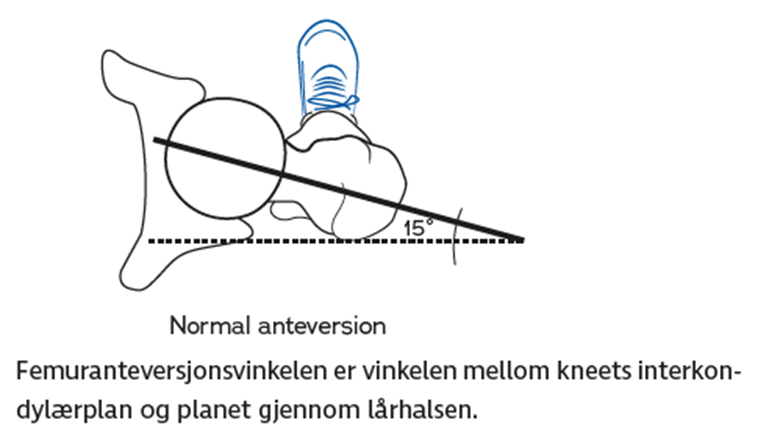 15°
Normal anteversion
Femuranteversjonsvinkelen er vinkelen mellom kneets interkon-
dylærplan og planet gjennom lårhalsen.